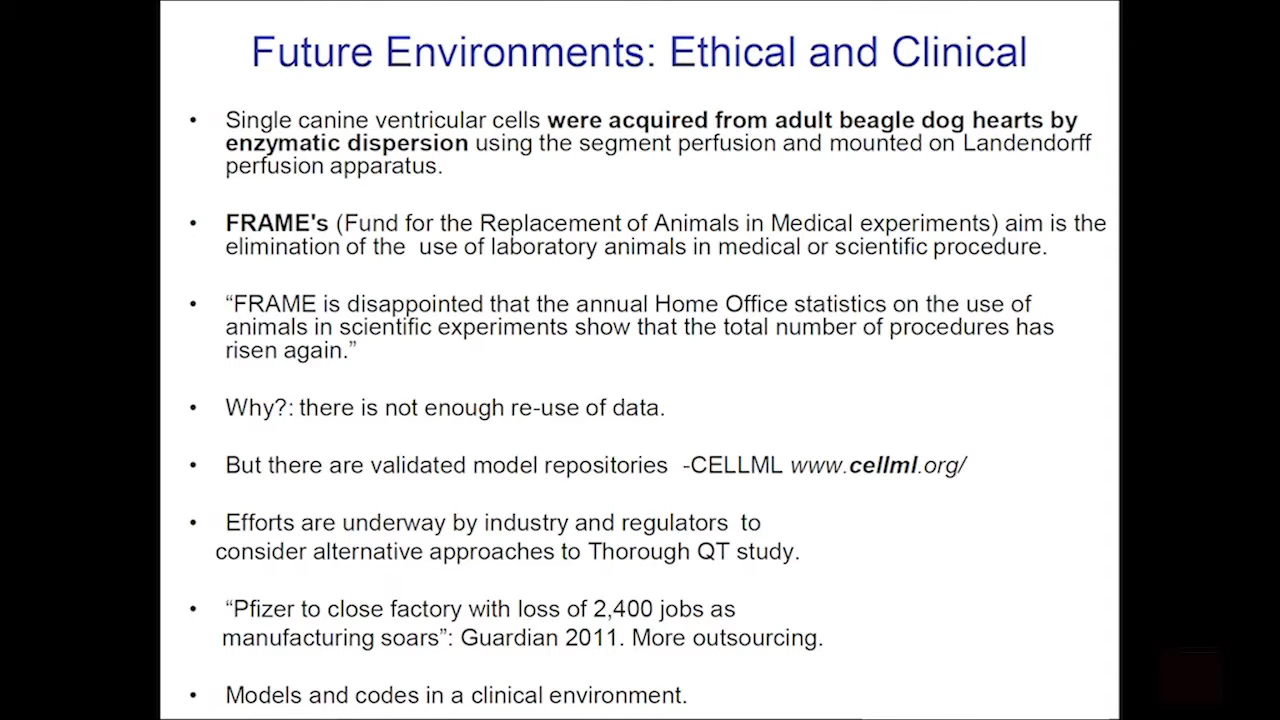 Future Environments: Ethical and Clinical
• Single canine ventricular cells were acquired from adult beagle dog hearts by
enzymatic dispersion using the segment perfusion and mounted on Landendorff
perfusion apparatus.
• FRAME's (Fund for the Replacement of Animals in Medical experiments) aim is the
elimination of the use of laboratory animals in medical or scientific procedure.
• “FRAME is disappointed that the annual Home Office statistics on the use of
animals in scientific experiments show that the total number of procedures has
risen again.”
• Why?: there is not enough re-use of data.
• But there are validated model repositories -CELLML www.cellml.org/
• Efforts are underway by industry and regulators to
consider alternative approaches to Thorough QT study.
• “Pfizer to close factory with loss of 2,400 jobs as
manufacturing soars”: Guardian 2011. More outsourcing.
• Models and codes in a clinical environment.